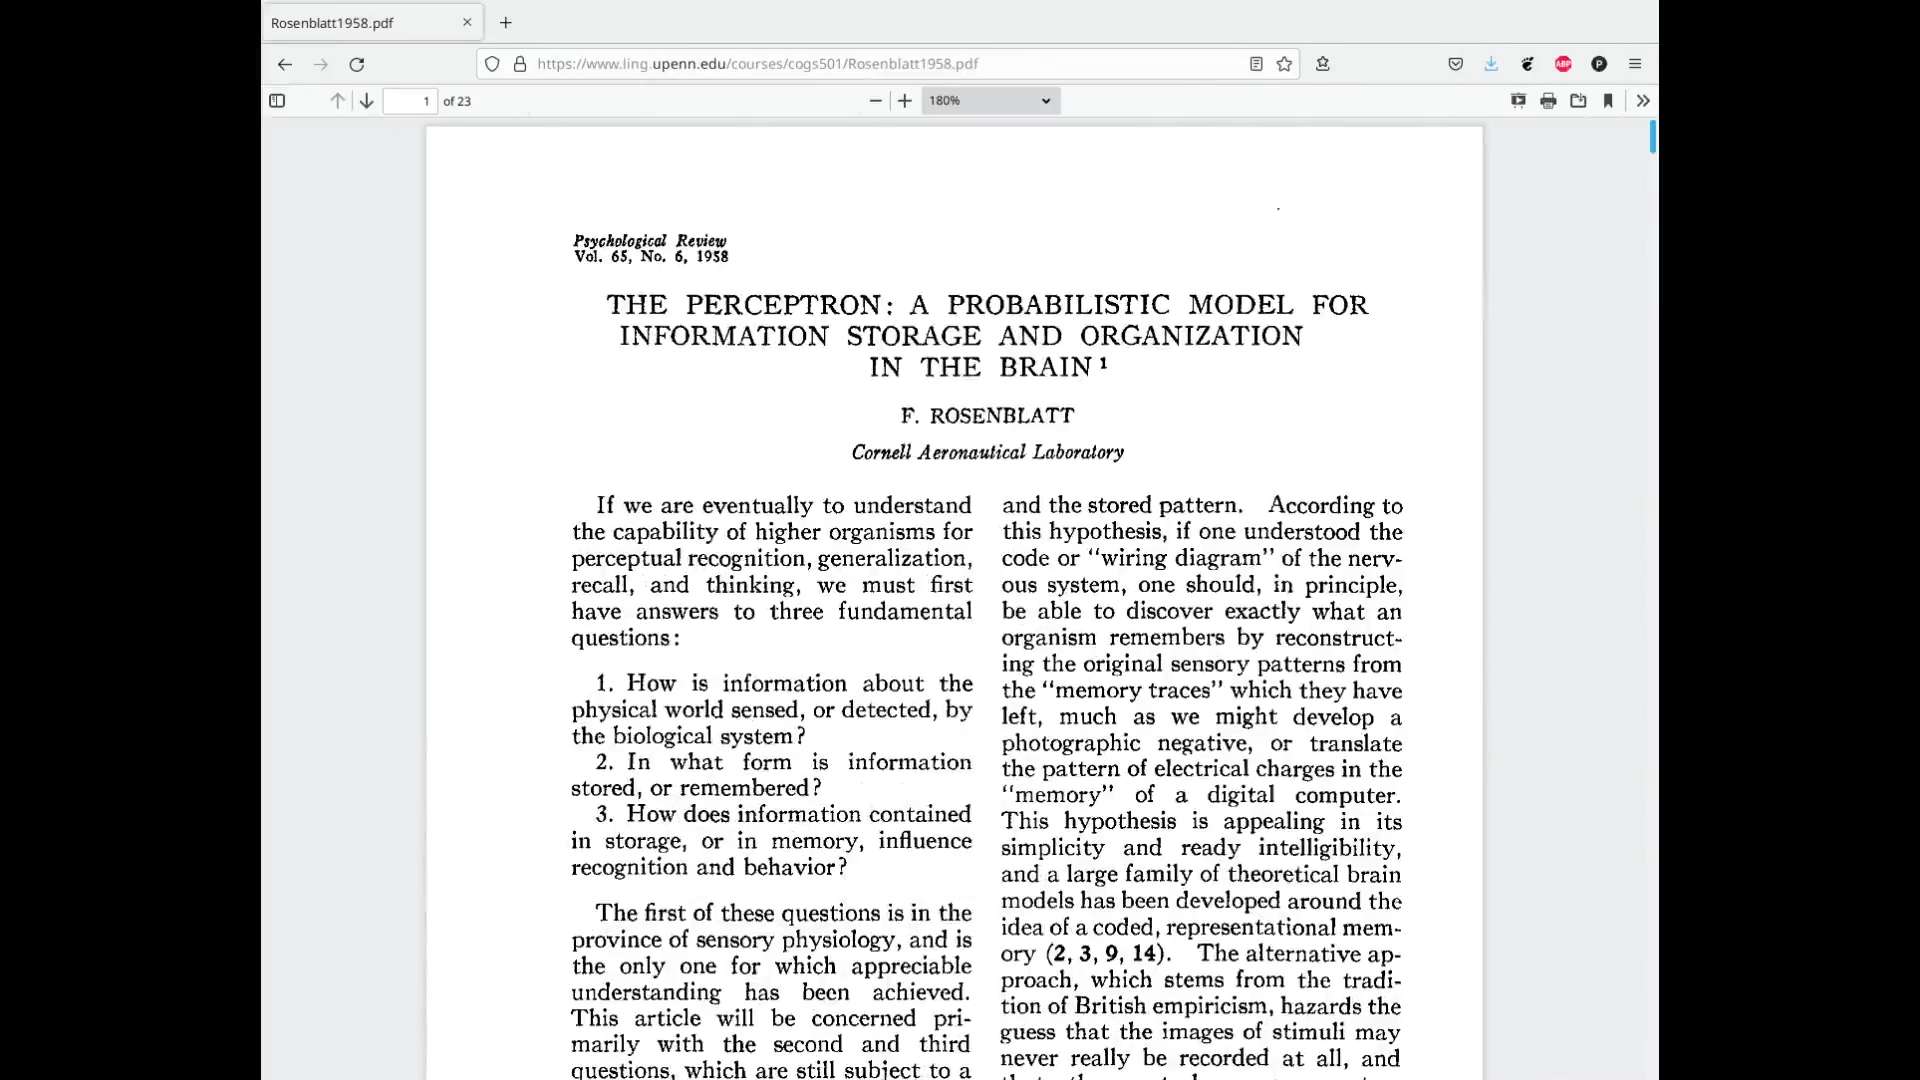 Rosenblatt1958.pdf
https://www.ling.upenn.edu/courses/cogs501/Rosenblatt1958.pdf
ABP
P
1 of 23
180%
Psychological Review
Vol. 65, No. 6, 1958
THE PERCEPTRON: A PROBABILISTIC MODEL FOR
INFORMATION STORAGE AND ORGANIZATION
IN THE BRAIN ¹
F. ROSENBLATT
Cornell Aeronautical Laboratory
If we are eventually to understand
the capability of higher organisms for
perceptual recognition, generalization,
recall, and thinking, we must first
have answers to three fundamental
questions:
1. How is information about the
physical world sensed, or detected, by
the biological system?
2. In what form is information
stored, or remembered?
3. How does information contained
in storage, or in memory, influence
recognition and behavior?
The first of these questions is in the
province of sensory physiology, and is
the only one for which appreciable
understanding has been achieved.
This article will be concerned pri-
marily with the second and third
questions, which are still subject to a
and the stored pattern. According to
this hypothesis, if one understood the
code or "wiring diagram" of the nerv-
ous system, one should, in principle,
be able to discover exactly what an
organism remembers by reconstruct-
ing the original sensory patterns from
the "memory traces" which they have
left, much as we might develop a
photographic negative, or translate
the pattern of electrical charges in the
"memory" of a digital computer.
This hypothesis is appealing in its
simplicity and ready intelligibility,
and a large family of theoretical brain
models has been developed around the
idea of a coded, representational mem-
ory (2, 3, 9, 14). The alternative ap-
proach, which stems from the tradi-
tion of British empiricism, hazards the
guess that the images of stimuli may
never really be recorded at all, and